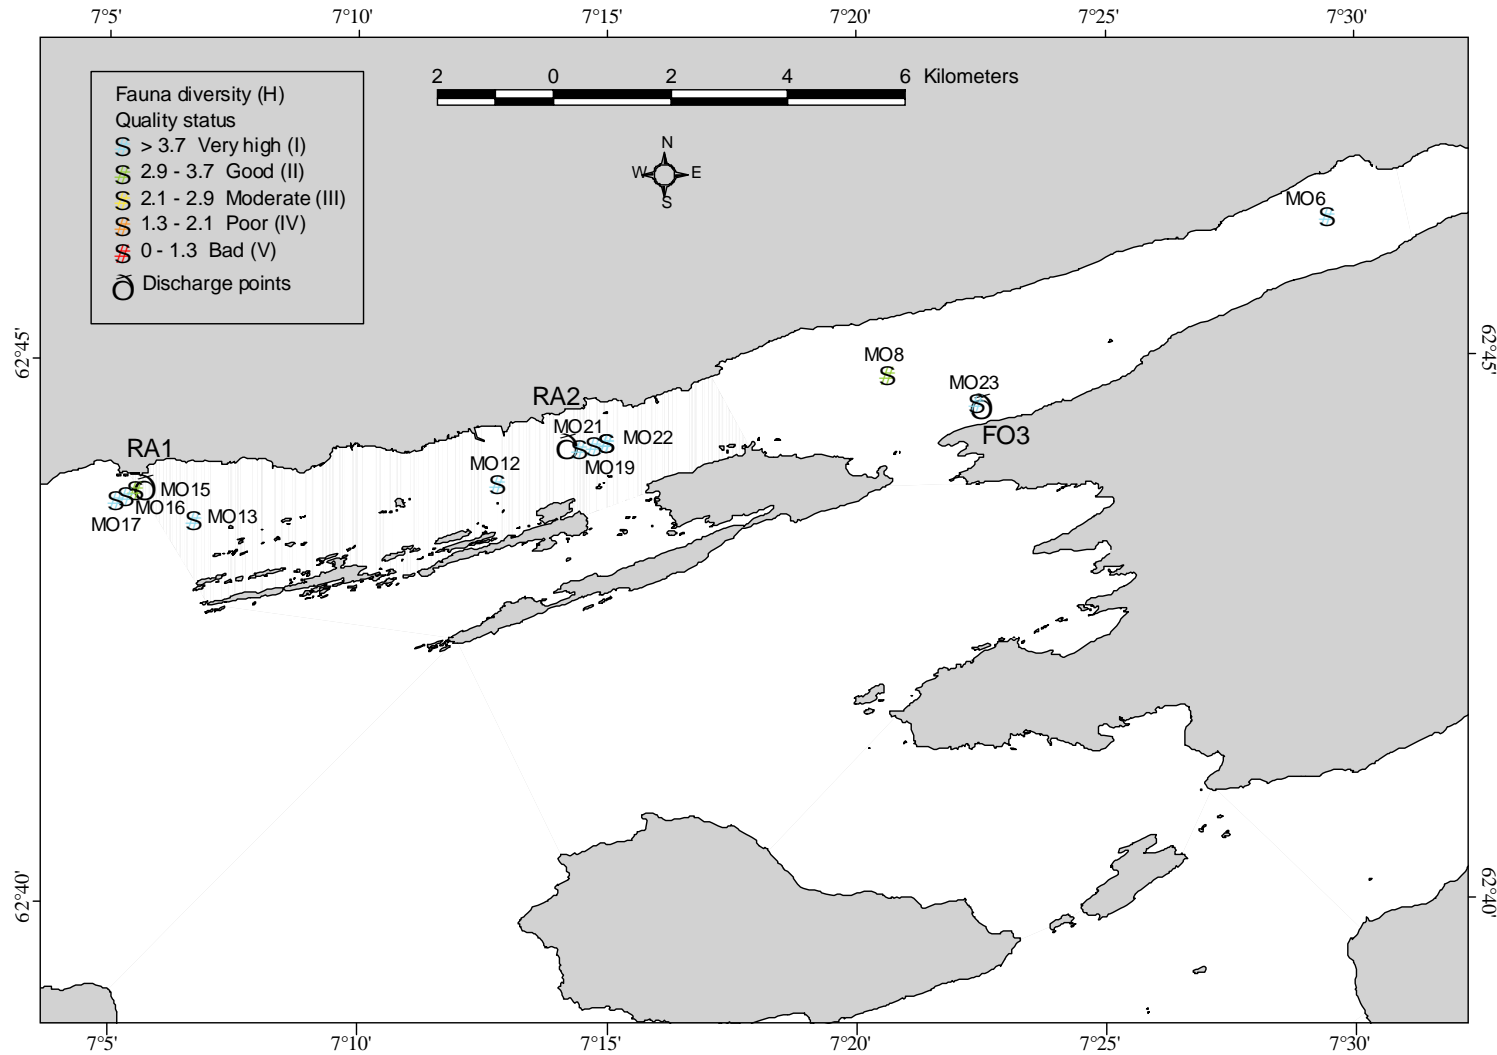 7°5' 7°10' 7°15' 7°20' 7°25' 7°30'
Fauna diversity (H)
Quality status
S > 3.7 Very high (I)
S 2.9 - 3.7 Good (II)
S 2.1 - 2.9 Moderate (III)
S 1.3 - 2.1 Poor (IV)
S 0 - 1.3 Bad (V)
Õ Discharge points
2 0 2 4 6 Kilometers
N
W E
S
MO6
S
62°45' 62°45'
MO8
S
MO23
S Õ
FO3
RA2
MO21
Õ S S S MO22
MO19
RA1
MO12
S
S S S Õ MO15
MO16
MO17
S MO13
62°40' 62°40'
7°5' 7°10' 7°15' 7°20' 7°25' 7°30'